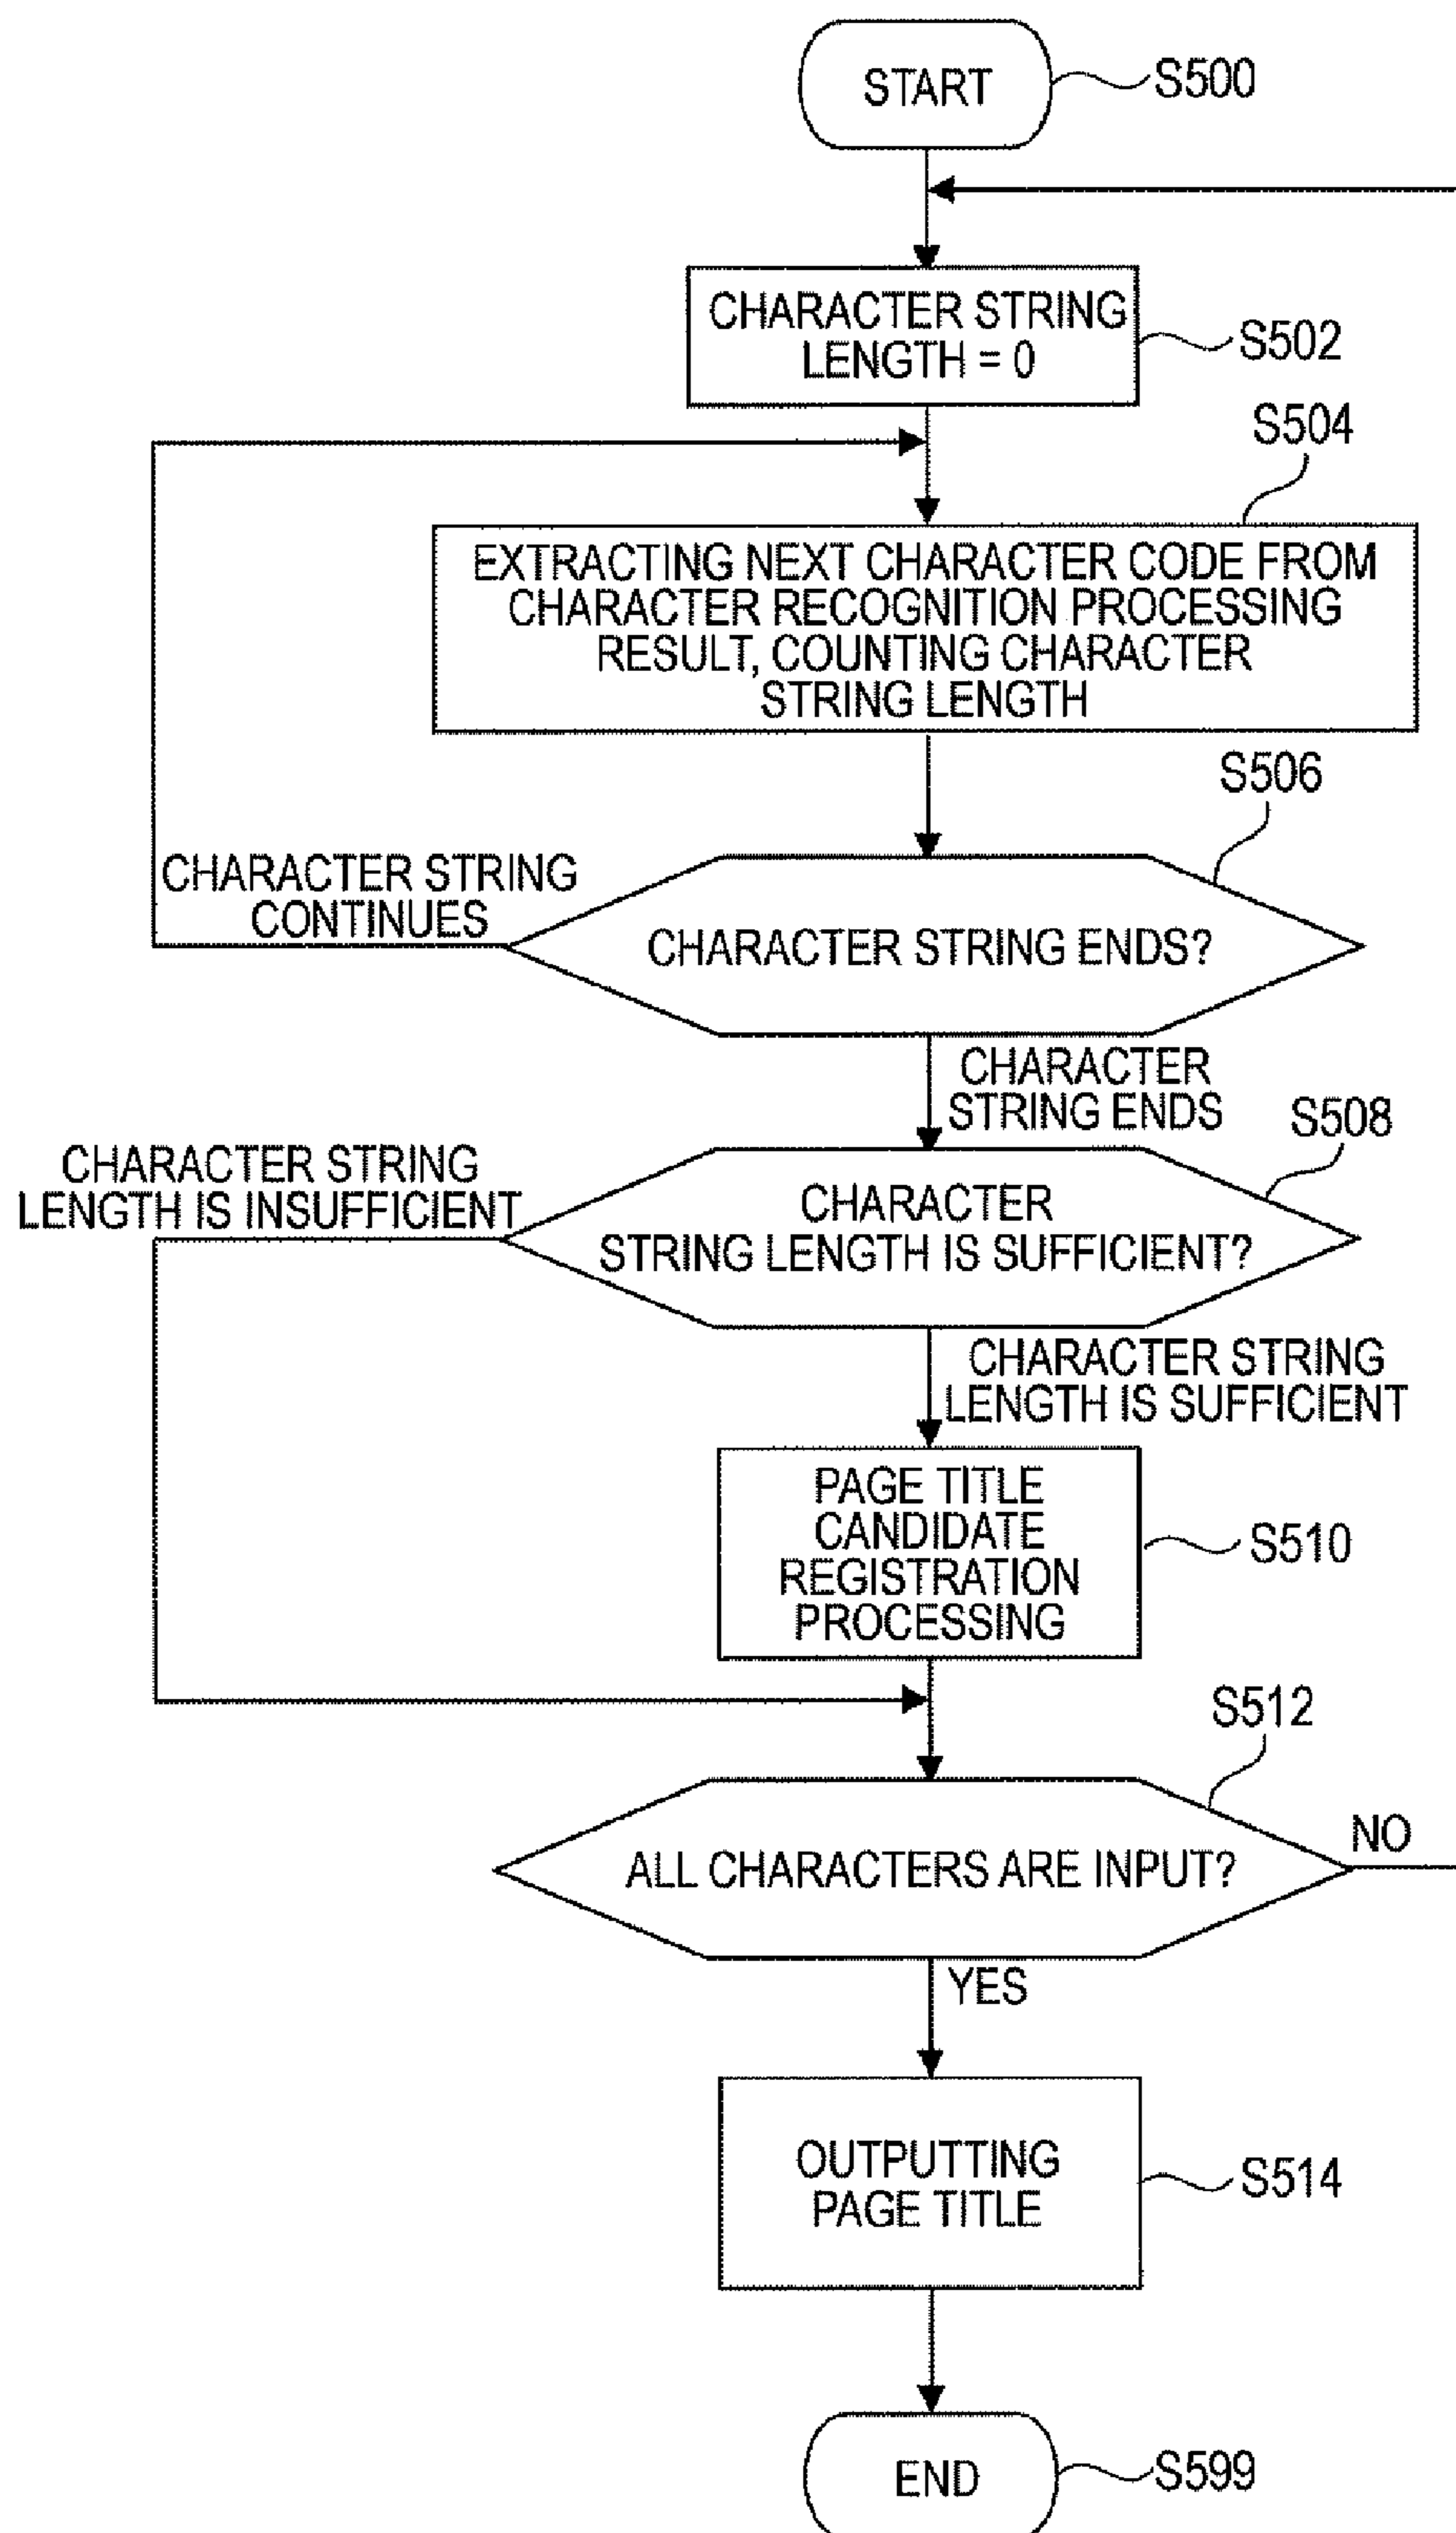 START
S500
CHARACTER STRING
LENGTH = 0
S502
S504
EXTRACTING NEXT CHARACTER CODE FROM
CHARACTER RECOGNITION PROCESSING
RESULT, COUNTING CHARACTER
STRING LENGTH
S506
CHARACTER STRING
CONTINUES
CHARACTER STRING ENDS?
CHARACTER
STRING ENDS
S508
CHARACTER STRING
LENGTH IS INSUFFICIENT
CHARACTER
STRING LENGTH IS SUFFICIENT?
CHARACTER STRING
LENGTH IS SUFFICIENT
PAGE TITLE
CANDIDATE
REGISTRATION
PROCESSING
S510
S512
ALL CHARACTERS ARE INPUT?
NO
YES
OUTPUTTING
PAGE TITLE
S514
END
S599